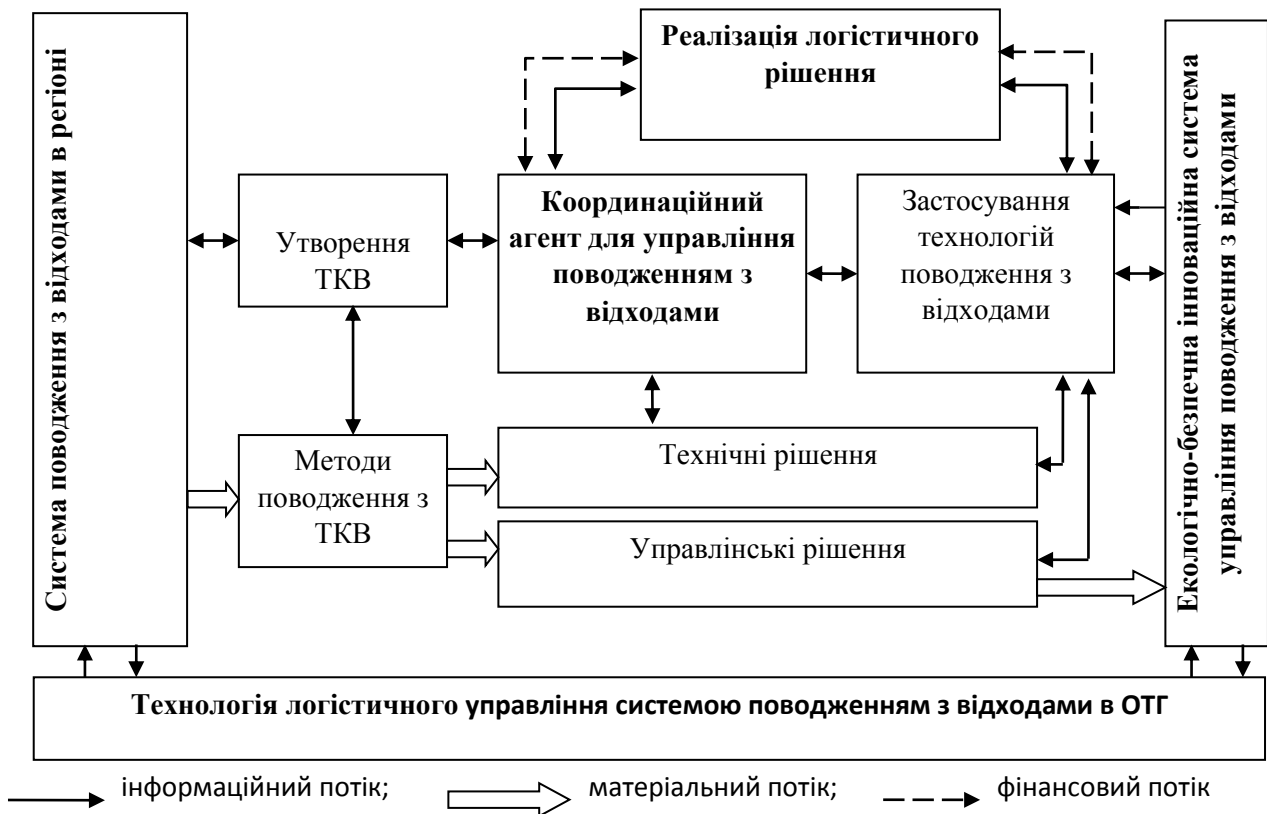 Система поводження з відходами в регіоні
Реалізація логістичного
рішення
Утворення
ТКВ
Координаційний
агент для управління
поводженням з
відходами
Застосування
технологій
поводження з
відходами
Екологічно-безпечна інноваційна система
управління поводження з відходами
Методи
поводження з
ТКВ
Технічні рішення
Управлінські рішення
Технологія логістичного управління системою поводженням з відходами в ОТГ
інформаційний потік; матеріальний потік; фінансовий потік